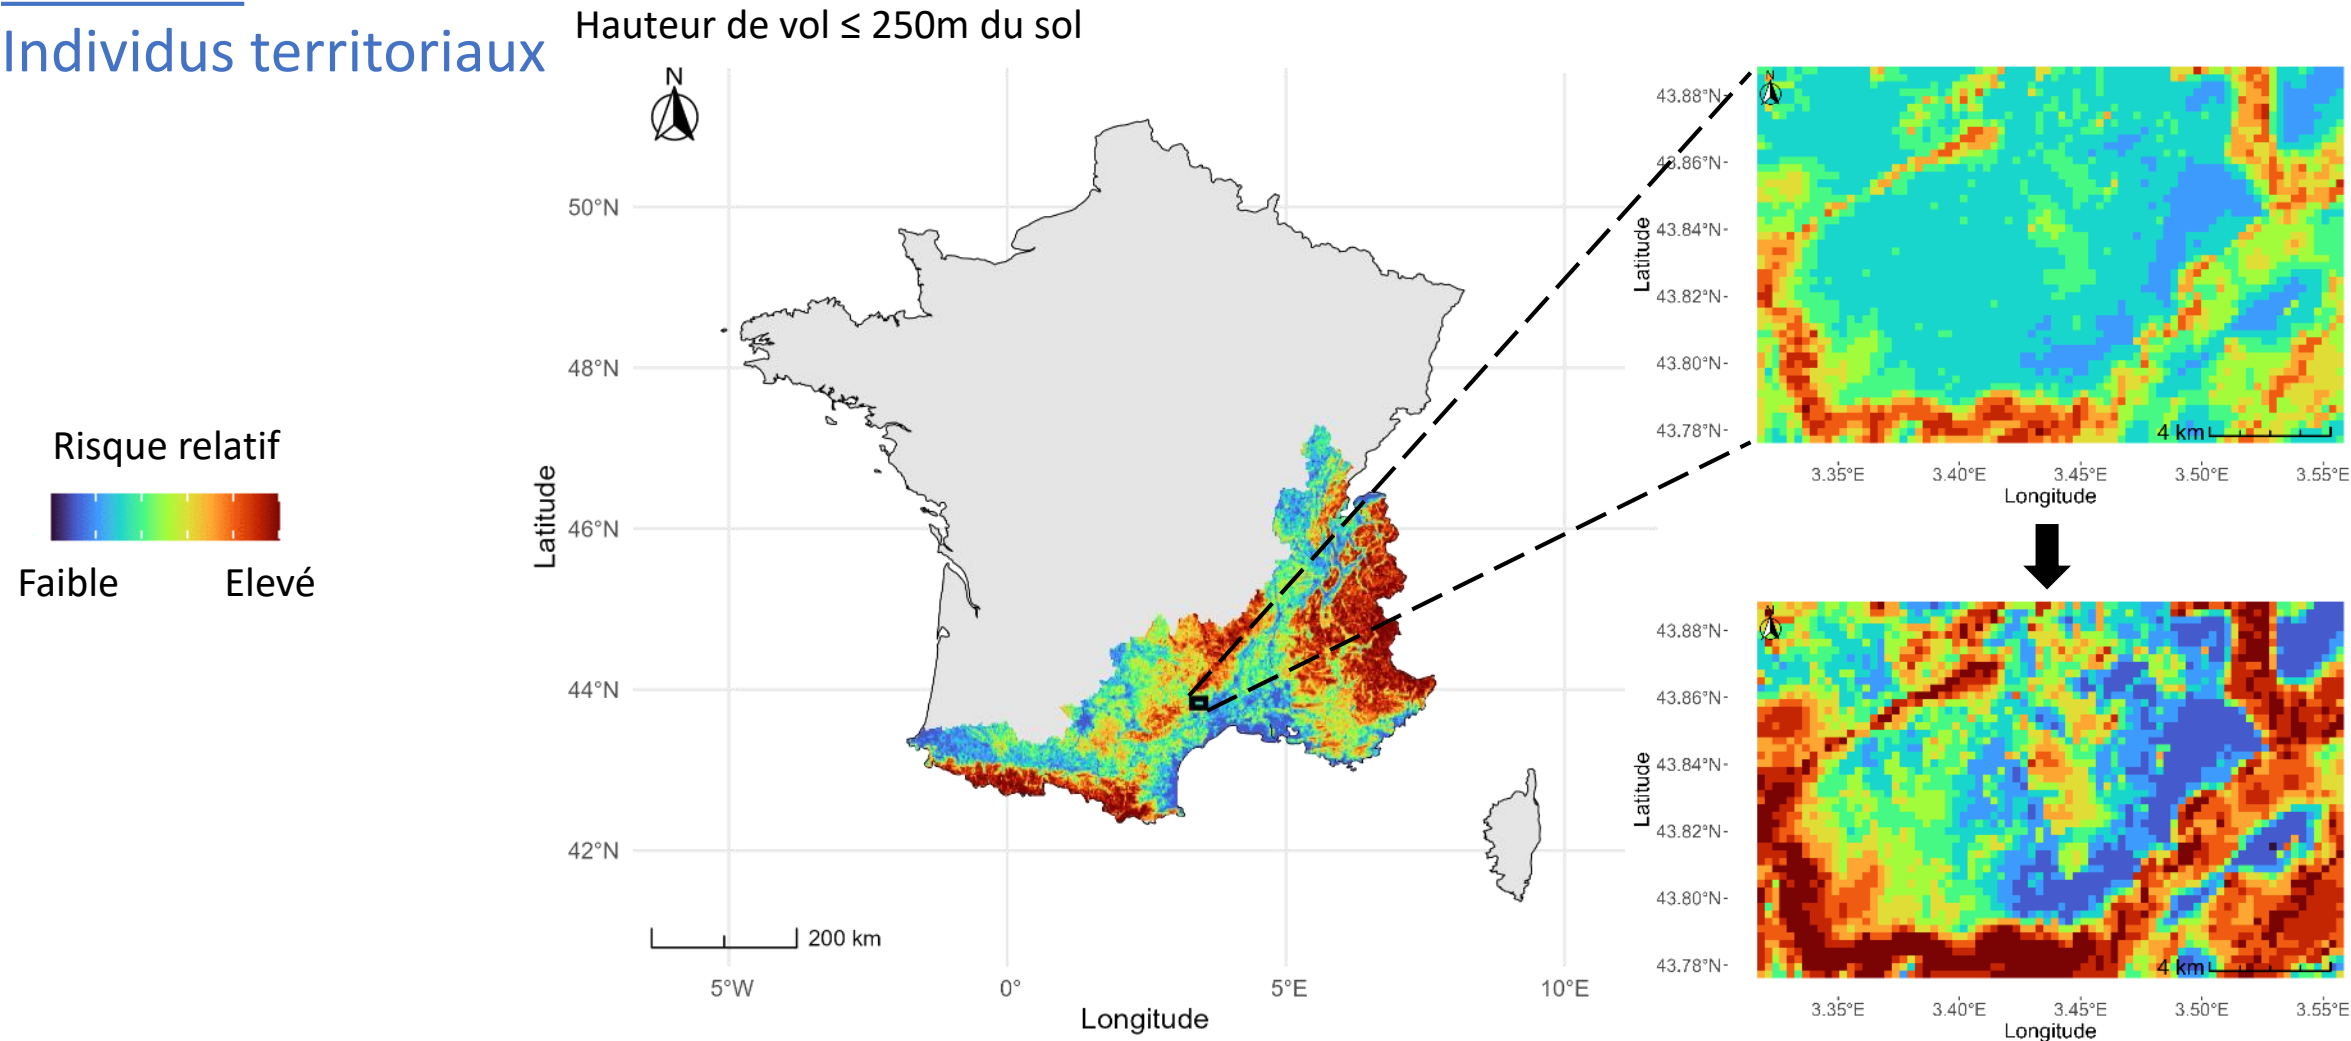 Individus territoriaux
Hauteur de vol ≤ 250m du sol
Risque relatif
Faible
Elevé
N
50°N
48°N
46°N
44°N
42°N
Latitude
200 km
5°W
0°
5°E
10°E
Longitude
N
43.88°N
43.86°N
43.84°N
43.82°N
43.80°N
43.78°N
Latitude
4 km
3.35°E
3.40°E
3.45°E
3.50°E
3.55°E
Longitude
N
43.88°N
43.86°N
43.84°N
43.82°N
43.80°N
43.78°N
Latitude
4 km
3.35°E
3.40°E
3.45°E
3.50°E
3.55°E
Longitude